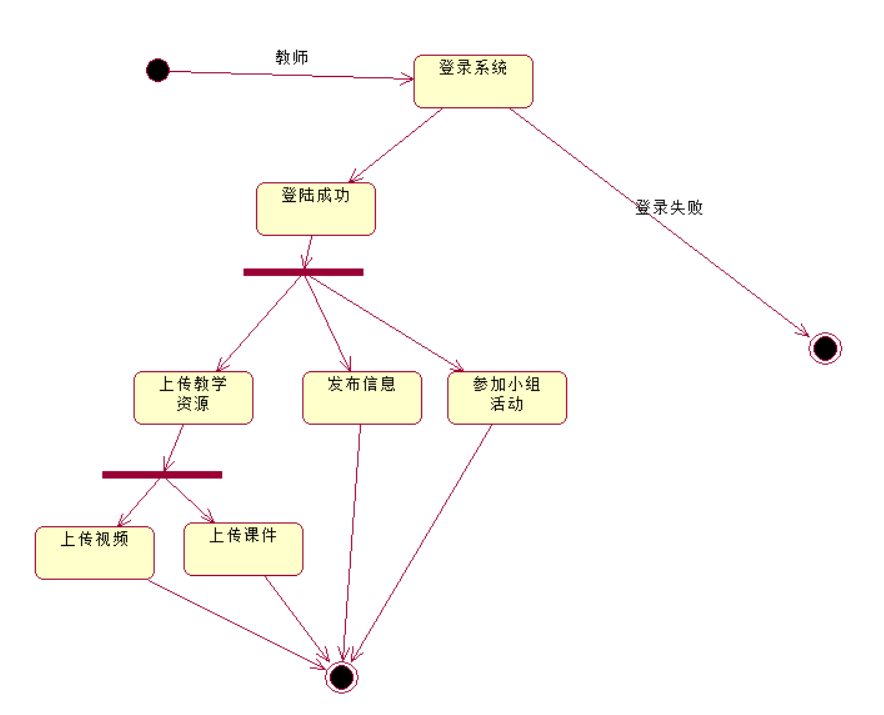 教师
登录系统
登陆成功
登录失败
上传教学
资源
发布信息
参加小组
活动
上传视频
上传课件